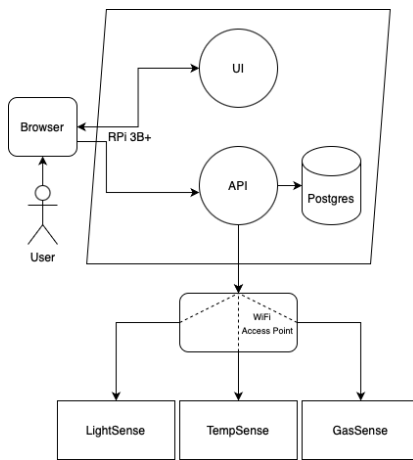 UI
Browser
RPi 3B+
API
Postgres
User
WiFi
Access Point
LightSense
TempSense
GasSense